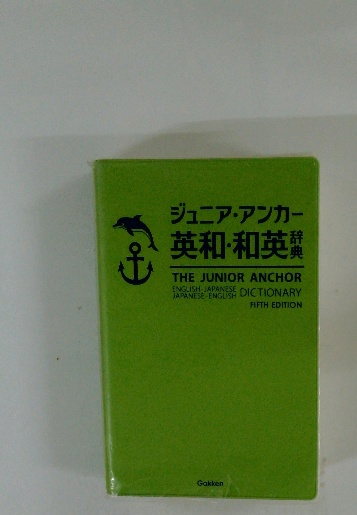 ジュニア・アンカー
英和・和英辞典
THE JUNIOR ANCHOR
ENGLISH-JAPANESE
JAPANESE-ENGLISH DICTIONARY
FIFTH EDITION
Gakken